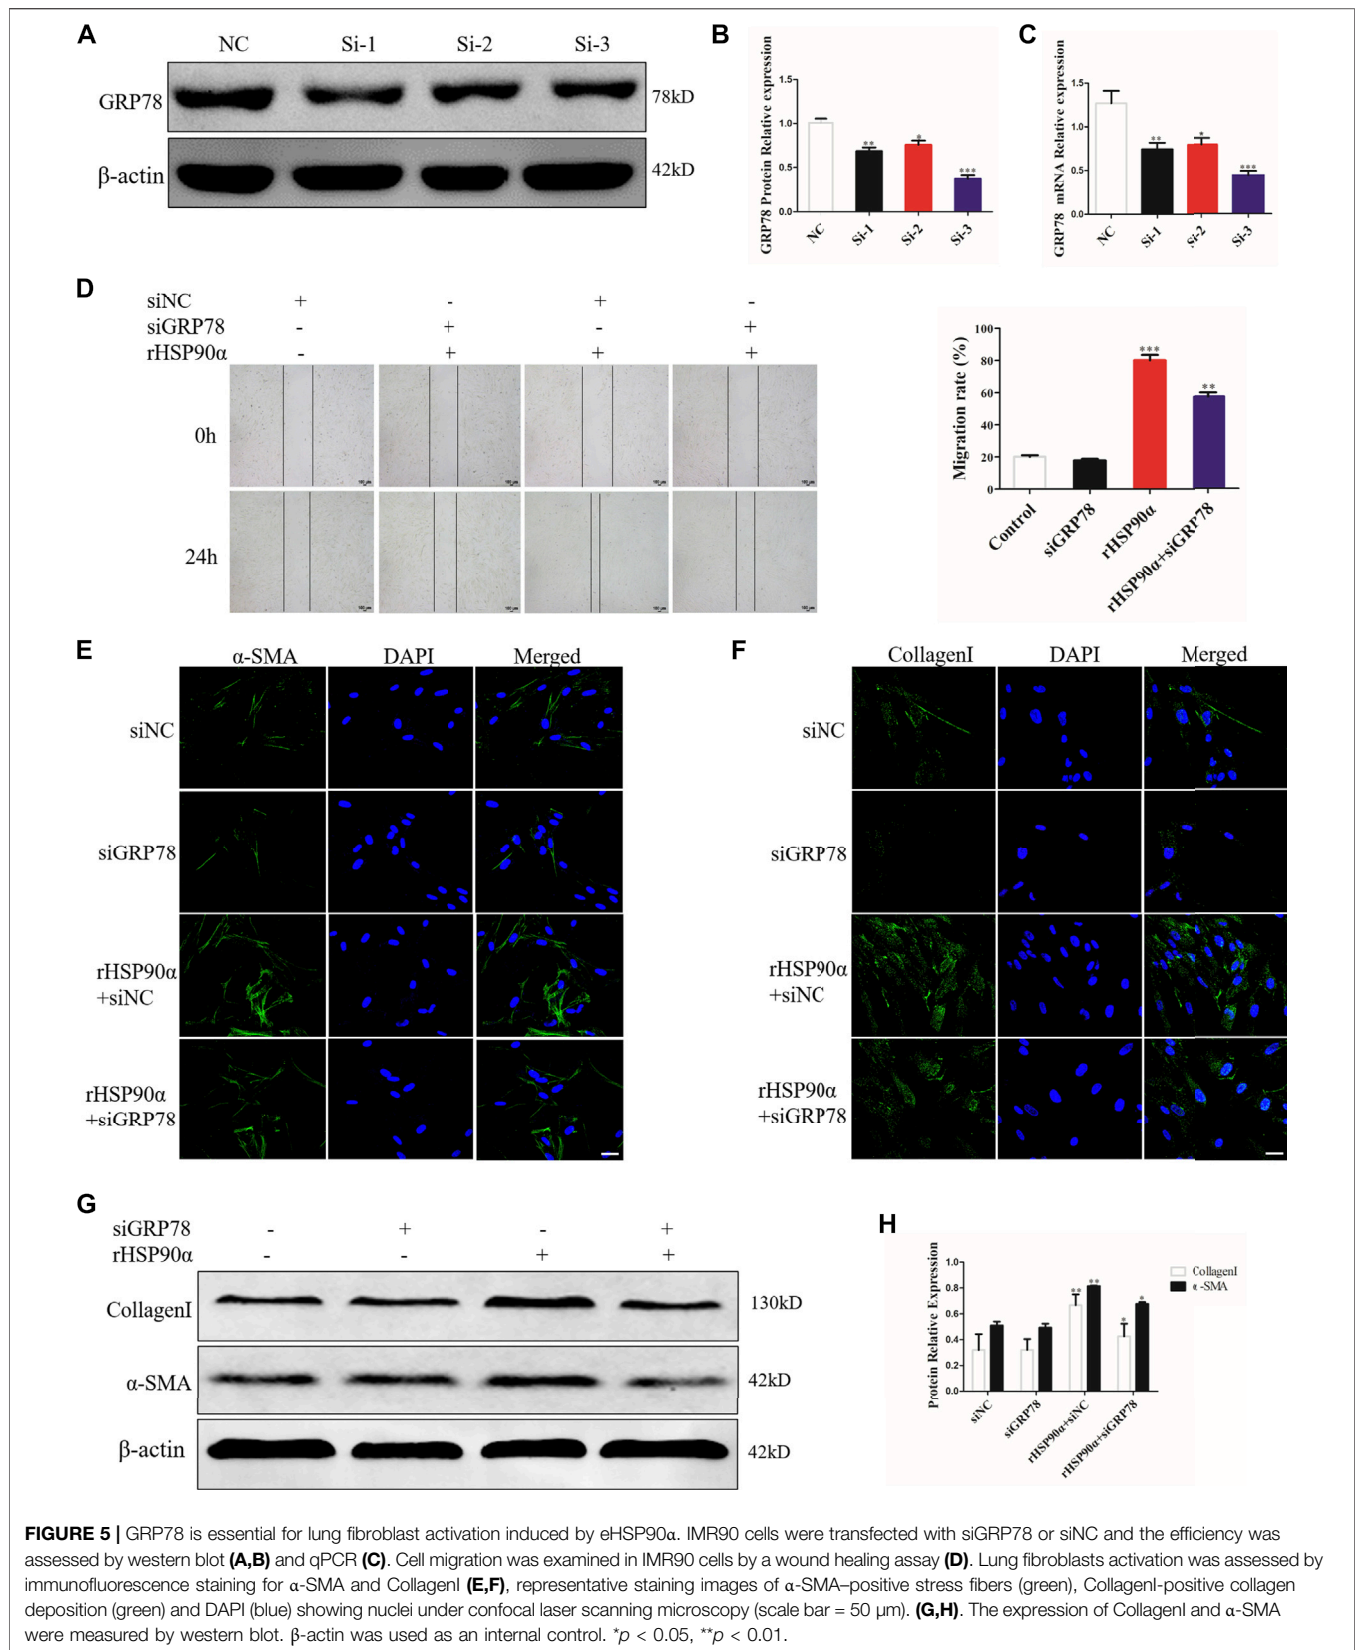 A
NC Si-1 Si-2 Si-3
GRP78 78kD
β-actin 42kD
B
GRP78 Protein Relative expression
1.5
1.0
0.5
0.0
** * ***
NC Si-1 Si-2 Si-3
C
GRP78 mRNA Relative expression
1.5
1.0
0.5
0.0
** * ***
NC Si-1 Si-2 Si-3
D
siNC + - + -
siGRP78 - + - +
rHSP90α - + + +
0h
24h
Migration rate (%)
100
80
60
40
20
0
*** **
Control siGRP78 rHSP90α rHSP90α+siGRP78
E
α-SMA DAPI Merged
siNC
siGRP78
rHSP90α
+siNC
rHSP90α
+siGRP78
F
CollagenI DAPI Merged
siNC
siGRP78
rHSP90α
+siNC
rHSP90α
+siGRP78
G
siGRP78 - + - +
rHSP90α - - + +
CollagenI 130kD
α-SMA 42kD
β-actin 42kD
H
Protein Relative Expression
1.0
0.8
0.6
0.4
0.2
0.0
** ** * *
CollagenI
α-SMA
siNC siGRP78 rHSP90α+siNC rHSP90α+siGRP78
FIGURE 5 | GRP78 is essential for lung fibroblast activation induced by eHSP90α. IMR90 cells were transfected with siGRP78 or siNC and the efficiency was
assessed by western blot (A,B) and qPCR (C). Cell migration was examined in IMR90 cells by a wound healing assay (D). Lung fibroblasts activation was assessed by
immunofluorescence staining for α-SMA and CollagenI (E,F), representative staining images of α-SMA–positive stress fibers (green), CollagenI-positive collagen
deposition (green) and DAPI (blue) showing nuclei under confocal laser scanning microscopy (scale bar = 50 μm). (G,H). The expression of CollagenI and α-SMA
were measured by western blot. β-actin was used as an internal control. *p < 0.05, **p < 0.01.